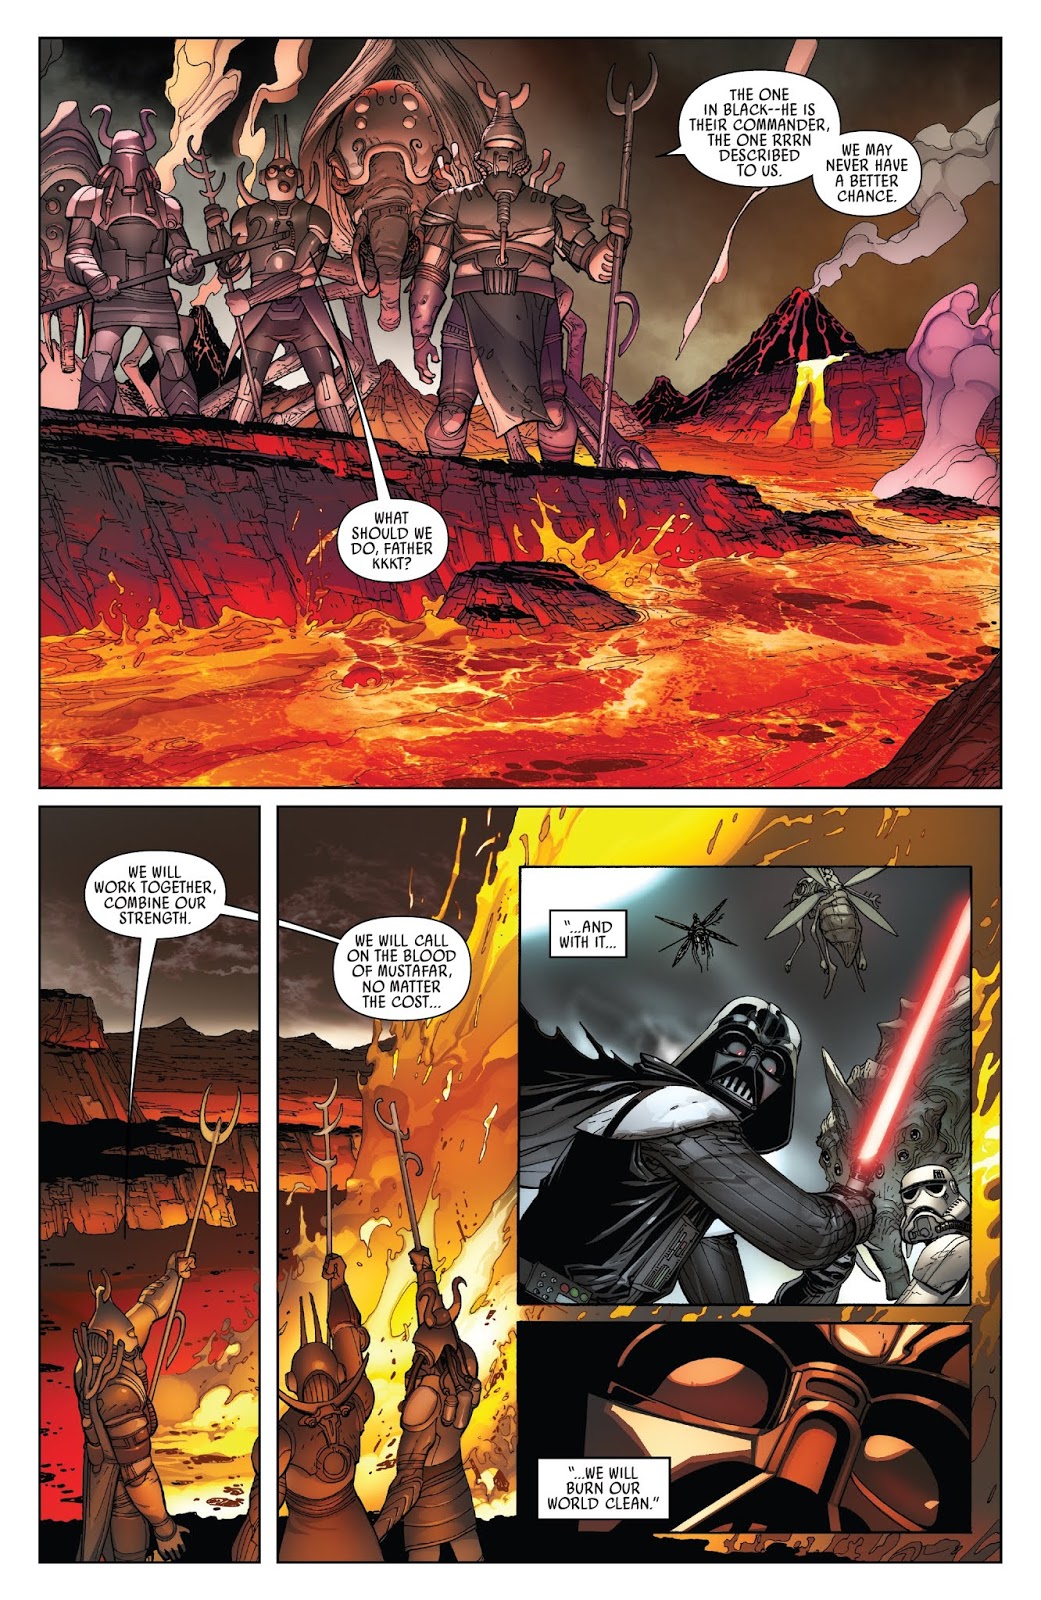 THE ONE
IN BLACK--HE IS
THEIR COMMANDER,
THE ONE RRRN
DESCRIBED
TO US.
WE MAY
NEVER HAVE
A BETTER
CHANCE.
WHAT
SHOULD WE
DO, FATHER
KKKT?
WE WILL
WORK TOGETHER,
COMBINE OUR
STRENGTH.
WE WILL CALL
ON THE BLOOD
OF MUSTAFAR,
NO MATTER
THE COST...
"...AND
WITH IT...
"...WE WILL
BURN OUR
WORLD CLEAN."